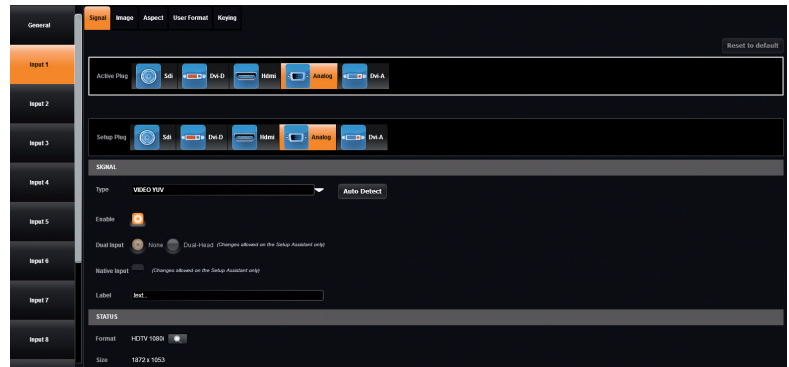 General
Input 1
Input 2
Input 3
Input 4
Input 5
Input 6
Input 7
Input 8
Signal Image Aspect User Format Keying
Reset to default
Active Plug Sdi Dvi-D Hdmi Analog Dvi-A
Setup Plug Sdi Dvi-D Hdmi Analog Dvi-A
SIGNAL
Type VIDEO YUV Auto Detect
Enable
Dual Input None Dual-Head (Changes allowed on the Setup Assistant only)
Native Input (Changes allowed on the Setup Assistant only)
Label text...
STATUS
Format HDTV 1080i
Size 1872 x 1053